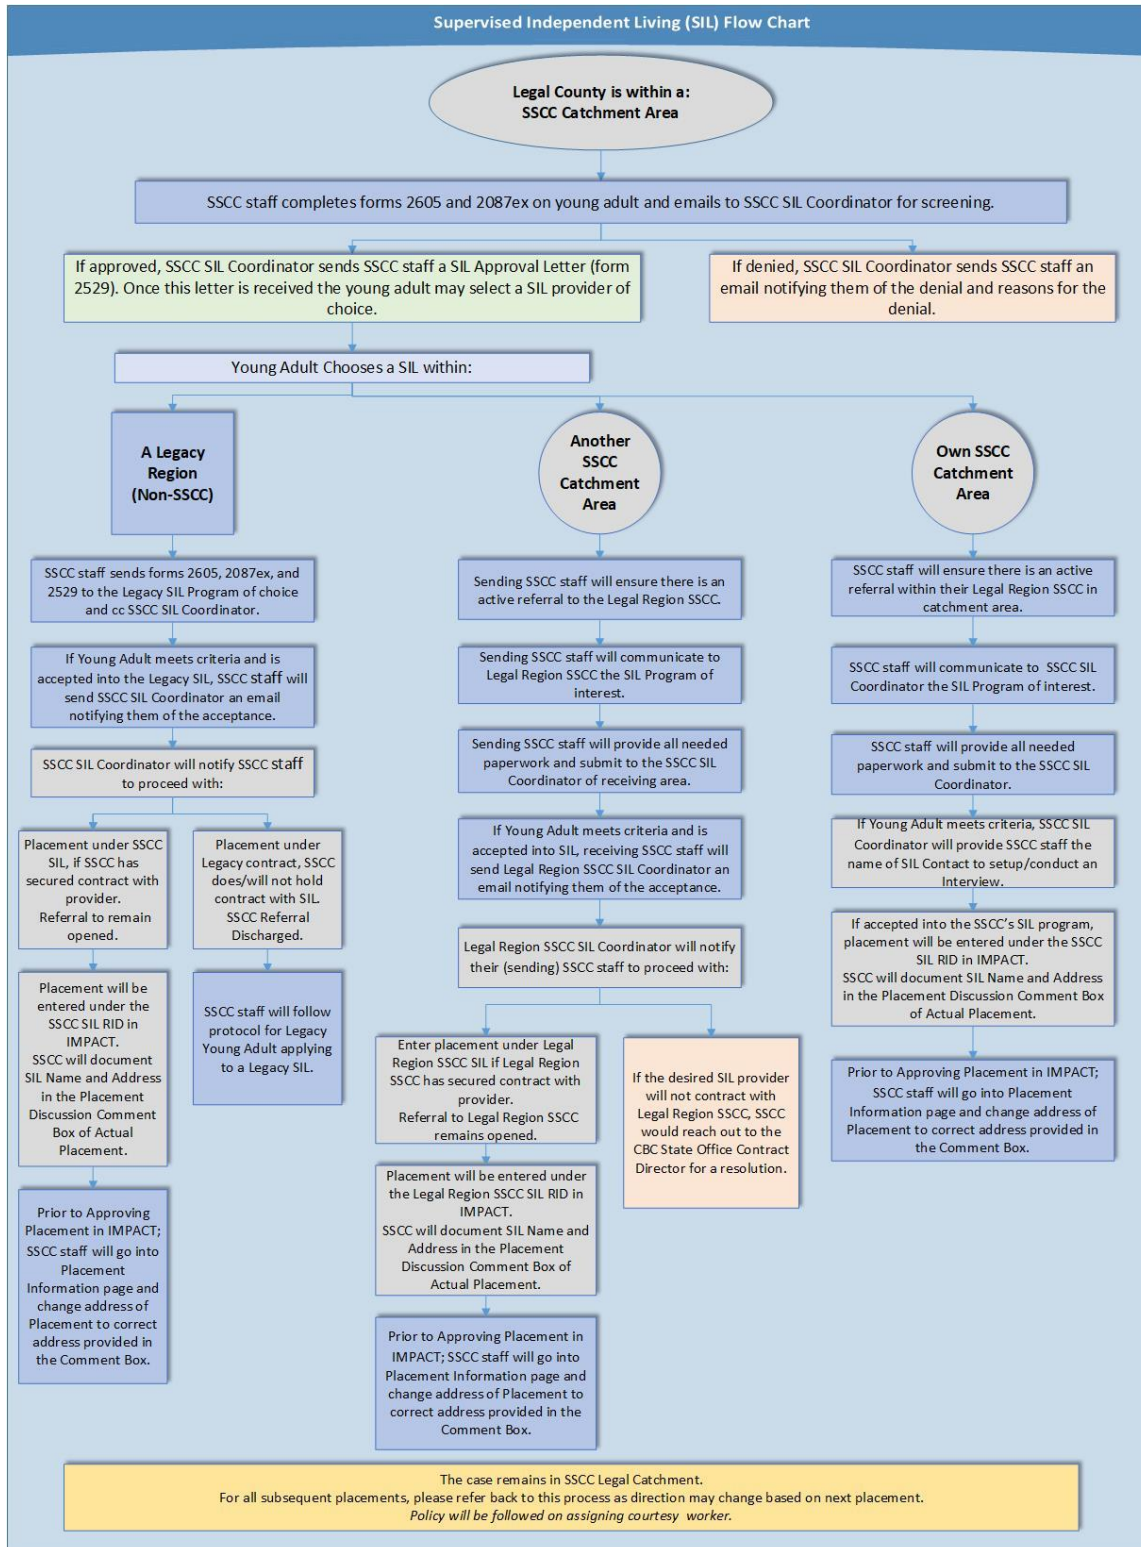 Supervised Independent Living (SIL) Flow Chart
Legal County is within a:
SSCC Catchment Area
SSCC staff completes forms 2605 and 2087ex on young adult and emails to SSCC SIL Coordinator for screening.
If approved, SSCC SIL Coordinator sends SSCC staff a SIL Approval Letter (form
2529). Once this letter is received the young adult may select a SIL provider of
choice.
If denied, SSCC SIL Coordinator sends SSCC staff an
email notifying them of the denial and reasons for the
denial.
Young Adult Chooses a SIL within:
A Legacy
Region
(Non-SSCC)
SSCC staff sends forms 2605, 2087ex, and
2529 to the Legacy SIL Program of choice
and cc SSCC SIL Coordinator.
If Young Adult meets criteria and is
accepted into the Legacy SIL, SSCC staff will
send SSCC SIL Coordinator an email
notifying them of the acceptance.
SSCC SIL Coordinator will notify SSCC staff
to proceed with:
Placement under SSCC
SIL, if SSCC has
secured contract with
provider.
Referral to remain
opened.
Placement will be
entered under the
SSCC SIL RID in
IMPACT.
SSCC will document
SIL Name and Address
in the Placement
Discussion Comment
Box of Actual
Placement.
Prior to Approving
Placement in IMPACT;
SSCC staff will go into
Placement
Information page and
change address of
Placement to correct
address provided in
the Comment Box.
Placement under
Legacy contract, SSCC
does/will not hold
contract with SIL.
SSCC Referral
Discharged.
SSCC staff will follow
protocol for Legacy
Young Adult applying
to a Legacy SIL.
Another
SSCC
Catchment
Area
Sending SSCC staff will ensure there is an
active referral to the Legal Region SSCC.
Sending SSCC staff will communicate to
Legal Region SSCC the SIL Program of
interest.
Sending SSCC staff will provide all needed
paperwork and submit to the SSCC SIL
Coordinator of receiving area.
If Young Adult meets criteria and is
accepted into SIL, receiving SSCC staff will
send Legal Region SSCC SIL Coordinator an
email notifying them of the acceptance.
Legal Region SSCC SIL Coordinator will notify
their (sending) SSCC staff to proceed with:
Enter placement under Legal
Region SSCC SIL if Legal Region
SSCC has secured contract with
provider.
Referral to Legal Region SSCC
remains opened.
Placement will be entered under
the Legal Region SSCC SIL RID in
IMPACT.
SSCC will document SIL Name and
Address in the Placement
Discussion Comment Box of
Actual Placement.
Prior to Approving Placement in
IMPACT; SSCC staff will go into
Placement Information page and
change address of Placement to
correct address provided in the
Comment Box.
If the desired SIL provider
will not contract with
Legal Region SSCC, SSCC
would reach out to the
CBC State Office Contract
Director for a resolution.
Own SSCC
Catchment
Area
SSCC staff will ensure there is an active
referral within their Legal Region SSCC in
catchment area.
SSCC staff will communicate to SSCC SIL
Coordinator the SIL Program of interest.
SSCC staff will provide all needed
paperwork and submit to the SSCC SIL
Coordinator.
If Young Adult meets criteria, SSCC SIL
Coordinator will provide SSCC staff the
name of SIL Contact to setup/conduct an
Interview.
If accepted into the SSCC's SIL program,
placement will be entered under the SSCC
SIL RID in IMPACT.
SSCC will document SIL Name and Address
in the Placement Discussion Comment Box
of Actual Placement.
Prior to Approving Placement in IMPACT;
SSCC staff will go into Placement
Information page and change address of
Placement to correct address provided in
the Comment Box.
The case remains in SSCC Legal Catchment.
For all subsequent placements, please refer back to this process as direction may change based on next placement.
Policy will be followed on assigning courtesy worker.